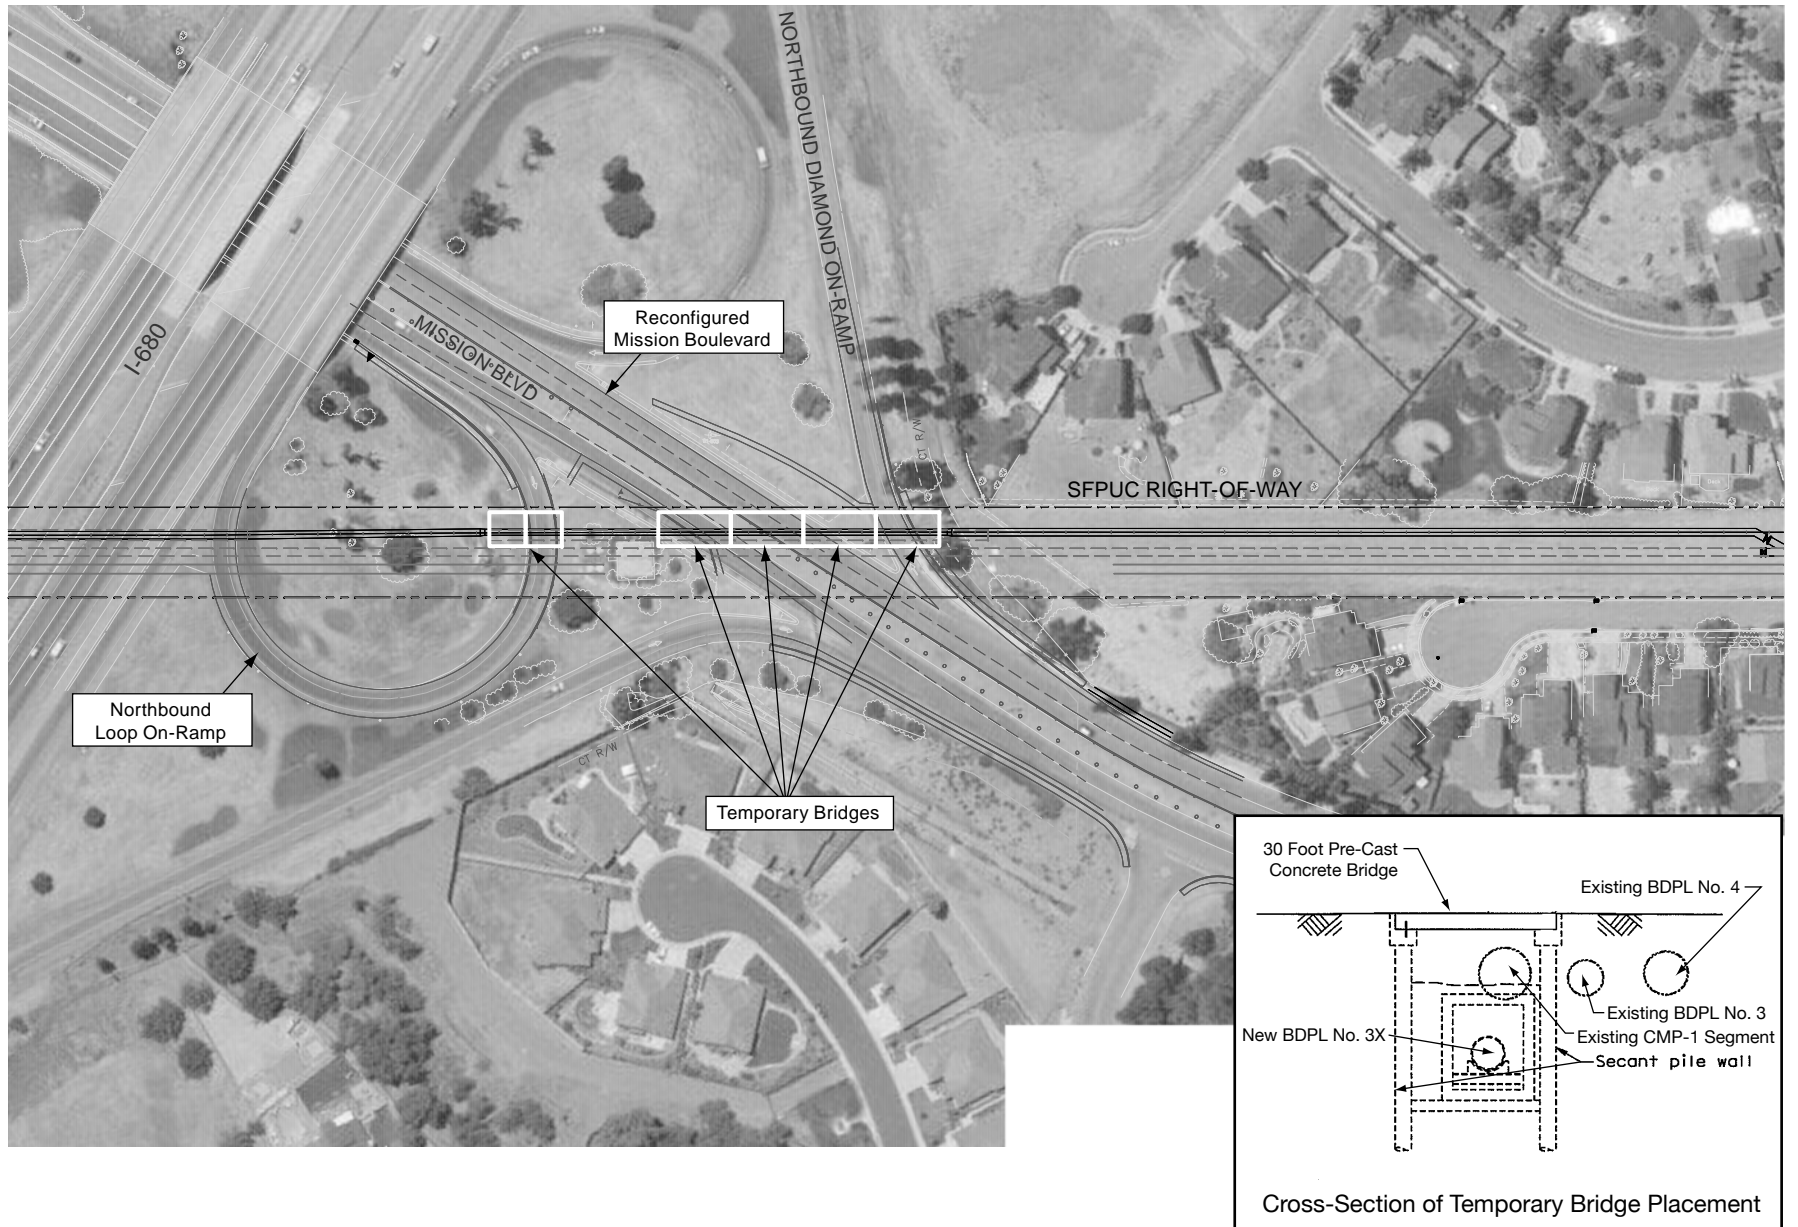 NORTHBOUND DIAMOND ON-RAMP
I-680
MISSION BLVD
Reconfigured
Mission Boulevard
CT R/W
SFPUC RIGHT-OF-WAY
Northbound
Loop On-Ramp
CT R/W
Temporary Bridges
30 Foot Pre-Cast
Concrete Bridge
Existing BDPL No. 4
Existing BDPL No. 3
New BDPL No. 3X
Existing CMP-1 Segment
Secant pile wall
Cross-Section of Temporary Bridge Placement